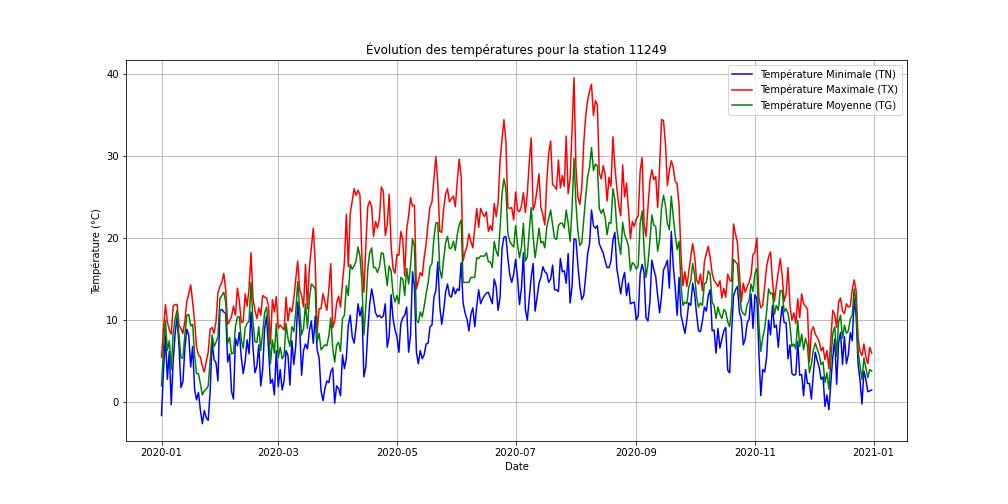 Évolution des températures pour la station 11249
Température Minimale (TN)
Température Maximale (TX)
Température Moyenne (TG)
Température (°C)
40
30
20
10
0
2020-01
2020-03
2020-05
2020-07
2020-09
2020-11
2021-01
Date